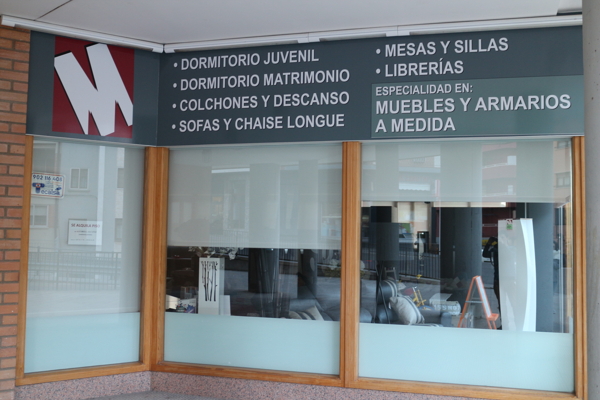 M
• DORMITORIO JUVENIL
• DORMITORIO MATRIMONIO
• COLCHONES Y DESCANSO
• SOFAS Y CHAISE LONGUE
• MESAS Y SILLAS
• LIBRERÍAS
ESPECIALIDAD EN:
MUEBLES Y ARMARIOS
A MEDIDA